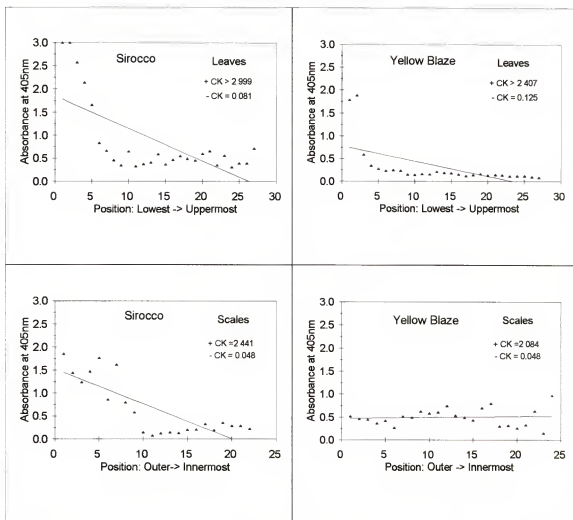 Sirocco Leaves
+ CK > 2 999
- CK = 0.081
Absorbance at 405nm
3.0
2.5
2.0
1.5
1.0
0.5
0.0
0 5 10 15 20 25 30
Position: Lowest -> Uppermost
Yellow Blaze Leaves
+ CK > 2 407
- CK = 0.125
Absorbance at 405nm
3.0
2.5
2.0
1.5
1.0
0.5
0.0
0 5 10 15 20 25 30
Position: Lowest -> Uppermost
Sirocco Scales
+ CK =2 441
- CK = 0 048
Absorbance at 405nm
3.0
2.5
2.0
1.5
1.0
0.5
0.0
0 5 10 15 20 25
Position: Outer-> Innermost
Yellow Blaze Scales
+ CK =2 084
- CK = 0.048
Absorbance at 405nm
3.0
2.5
2.0
1.5
1.0
0.5
0.0
0 5 10 15 20 25
Position: Outer -> Innermost